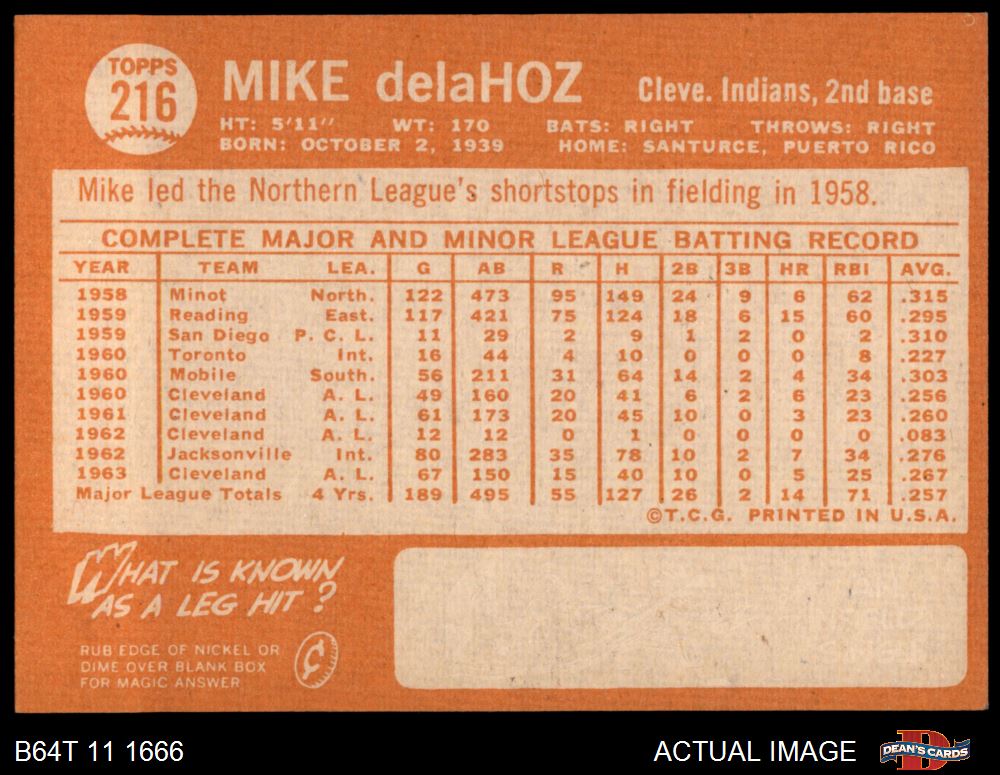 TOPPS
216
MIKE delaHOZ Cleve. Indians, 2nd base
HT: 5'11" WT: 170 BATS: RIGHT THROWS: RIGHT
BORN: OCTOBER 2, 1939 HOME: SANTURCE, PUERTO RICO
Mike led the Northern League's shortstops in fielding in 1958.
COMPLETE MAJOR AND MINOR LEAGUE BATTING RECORD
YEAR TEAM LEA. G AB R H 2B 3B HR RBI AVG.
1958 Minot North. 122 473 95 149 24 9 6 62 .315
1959 Reading East. 117 421 75 124 18 6 15 60 .295
1959 San Diego P. C. L. 11 29 2 9 1 2 0 2 .310
1960 Toronto Int. 16 44 4 10 0 0 0 8 .227
1960 Mobile South. 56 211 31 64 14 2 4 34 .303
1960 Cleveland A. L. 49 160 20 41 6 2 6 23 .256
1961 Cleveland A. L. 61 173 20 45 10 0 3 23 .260
1962 Cleveland A. L. 12 12 0 1 0 0 0 0 .083
1962 Jacksonville Int. 80 283 35 78 10 2 7 34 .276
1963 Cleveland A. L. 67 150 15 40 10 0 5 25 .267
Major League Totals 4 Yrs. 189 495 55 127 26 2 14 71 .257
©T.C.G. PRINTED IN U.S.A.
WHAT IS KNOWN
AS A LEG HIT?
RUB EDGE OF NICKEL OR
DIME OVER BLANK BOX
FOR MAGIC ANSWER
¢
B64T 11 1666 ACTUAL IMAGE
D
DEAN'S CARDS